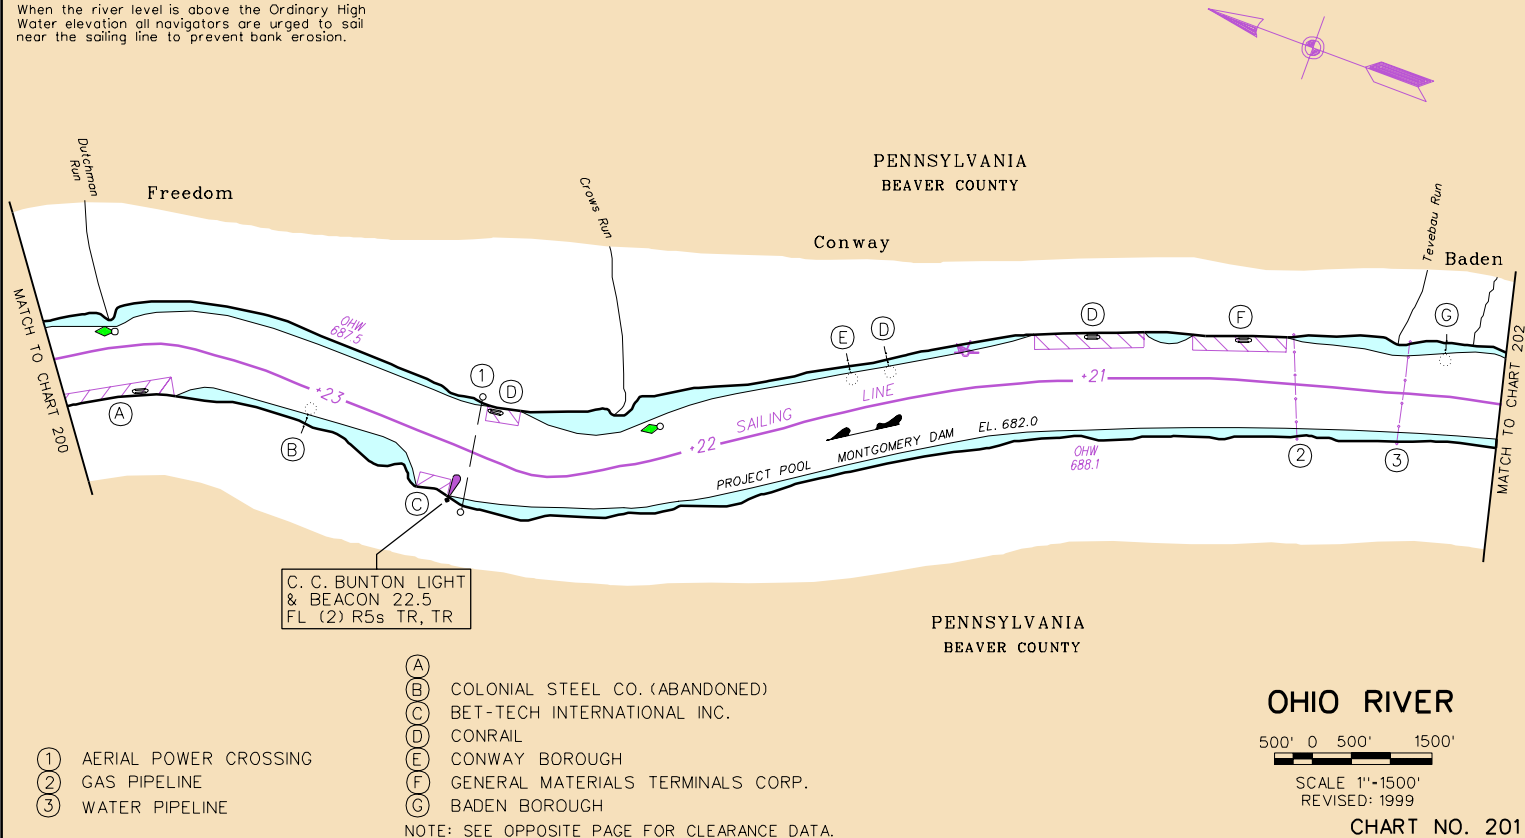 When the river level is above the Ordinary High
Water elevation all navigators are urged to sail
near the sailing line to prevent bank erosion.
PENNSYLVANIA
BEAVER COUNTY
Dutchman
Run
Freedom
Crows Run
Conway
Tevebau Run
Baden
MATCH TO CHART 200
MATCH TO CHART 202
OHW
687.5
1
D
E
D
D
F
G
+23
+22
SAILING LINE
+21
A
B
C
PROJECT POOL MONTGOMERY DAM EL. 682.0
OHW
688.1
2
3
C. C. BUNTON LIGHT
& BEACON 22.5
FL (2) R5s TR, TR
PENNSYLVANIA
BEAVER COUNTY
1 AERIAL POWER CROSSING
2 GAS PIPELINE
3 WATER PIPELINE
A
B COLONIAL STEEL CO. (ABANDONED)
C BET-TECH INTERNATIONAL INC.
D CONRAIL
E CONWAY BOROUGH
F GENERAL MATERIALS TERMINALS CORP.
G BADEN BOROUGH
NOTE: SEE OPPOSITE PAGE FOR CLEARANCE DATA.
OHIO RIVER
500' 0 500' 1500'
SCALE 1"=1500'
REVISED: 1999
CHART NO. 201